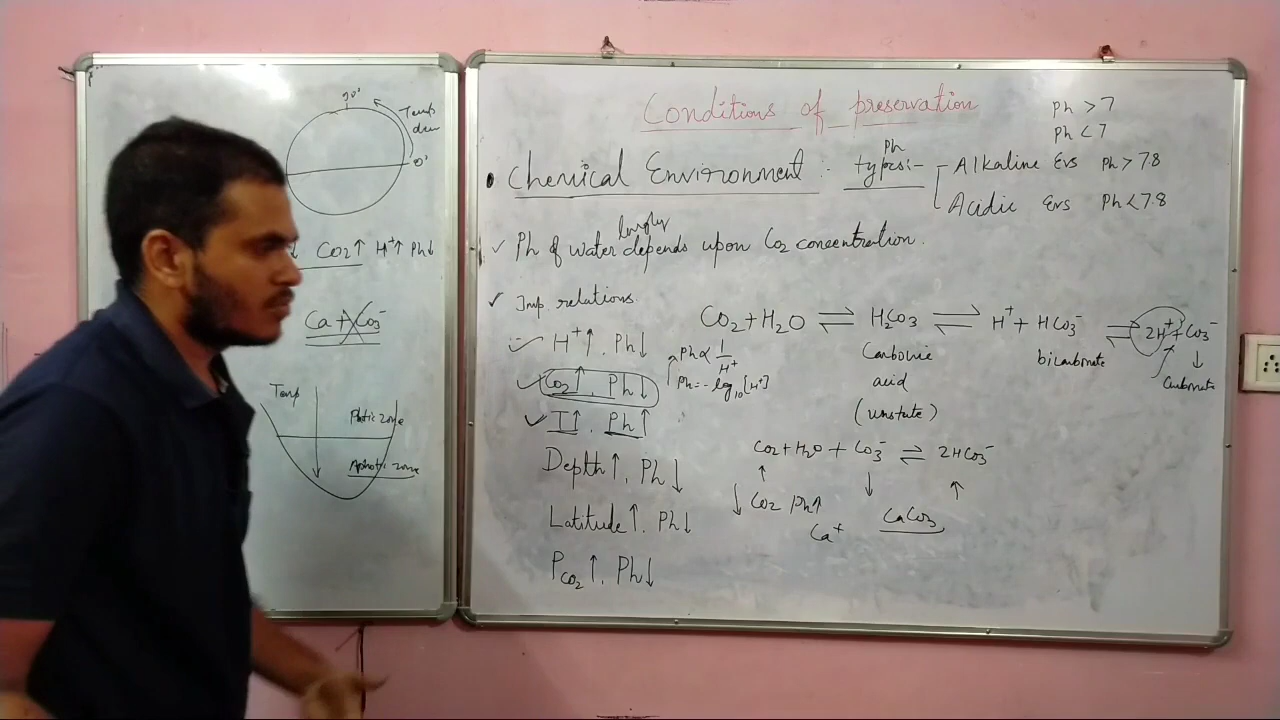 90°
Temp
0°
↓ CO2↑ H+↑ Ph↓
Ca + CO3-
Temp
Photic zone
Aphotic zone
Conditions of preservation
Ph > 7
Ph < 7
• Chemical Environment :- Ph types:-
Alkaline Evs Ph > 7.8
Acidic Evs Ph < 7.8
✓ Ph of water largely depends upon CO2 concentration.
✓ Imp. relations.
CO2 + H2O ⇌ H2CO3 ⇌ H+ + HCO3- ⇌ 2H+ + CO3-
Carbonic acid (unstate)
bicarbonate
Carbonate
✓ H+↑, Ph↓
Ph ∝ 1/H+
Ph = -log10 [H+]
✓ CO2↑, Ph↓
✓ T↑, Ph↑
Depth↑, Ph↓
Latitude↑, Ph↓
PCO2↑, Ph↓
CO2 + H2O + CO3- ⇌ 2HCO3-
↓ CO2 Ph↑
Ca+
CaCO3